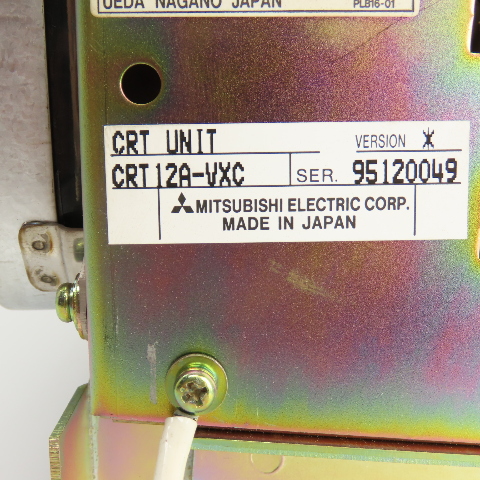 UEDA NAGANO JAPAN PLB16-01
CRT UNIT VERSION *
CRT12A-VXC SER. 95120049
MITSUBISHI ELECTRIC CORP.
MADE IN JAPAN